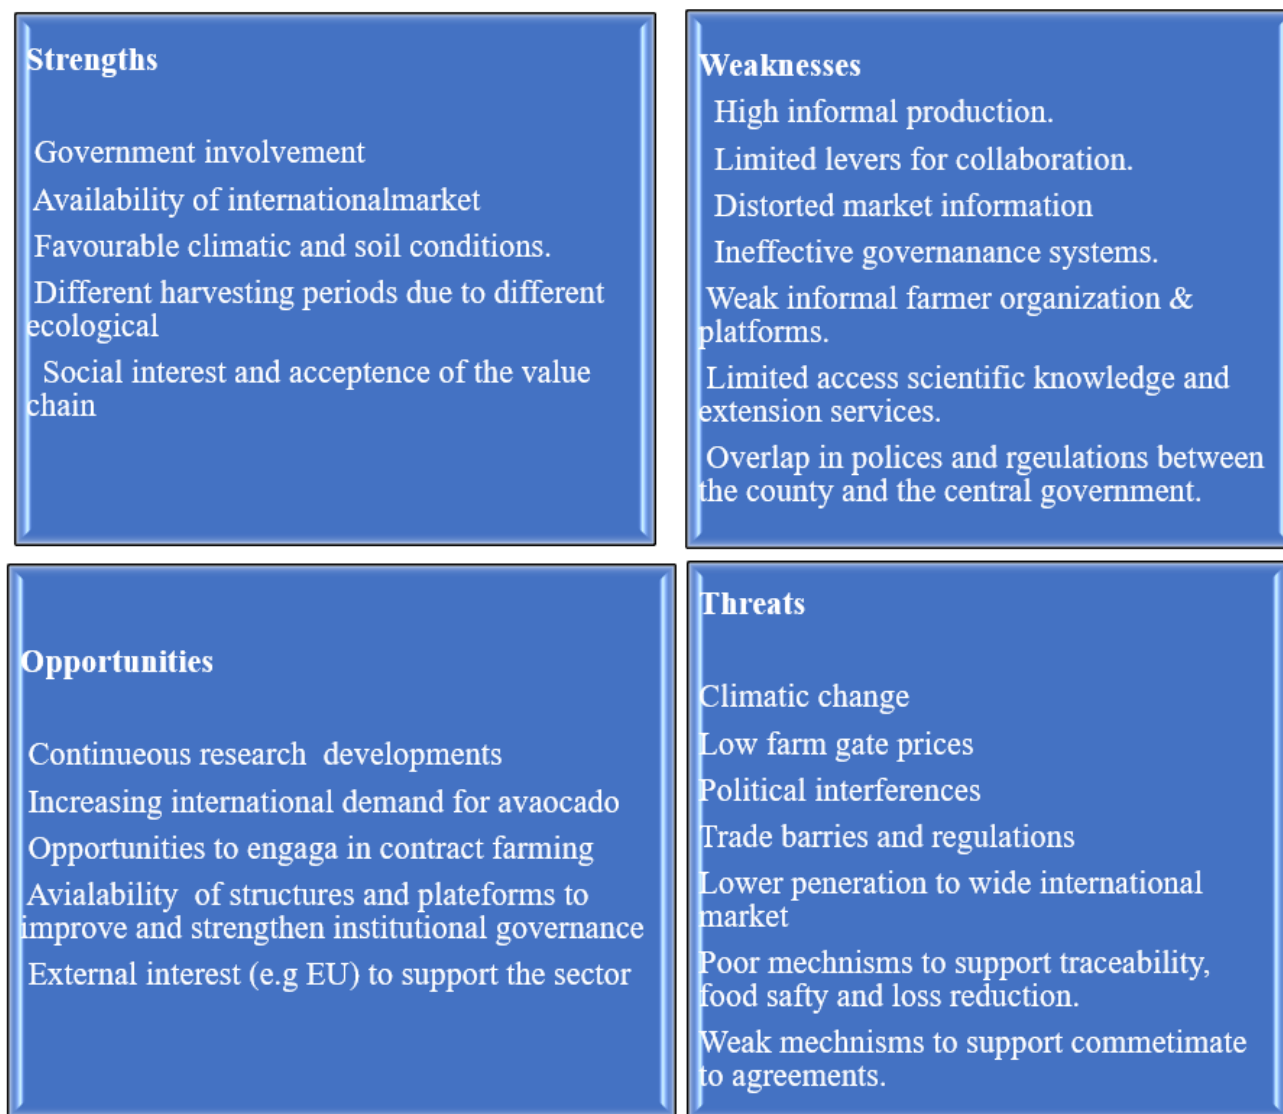 Strengths
Government involvement
Availability of internationalmarket
Favourable climatic and soil conditions.
Different harvesting periods due to different
ecological
Social interest and acceptence of the value
chain
Weaknesses
High informal production.
Limited levers for collaboration.
Distorted market information
Ineffective governanance systems.
Weak informal farmer organization &
platforms.
Limited access scientific knowledge and
extension services.
Overlap in polices and rgeulations between
the county and the central government.
Opportunities
Continueous research  developments
Increasing international demand for avaocado
Opportunities to engaga in contract farming
Avialability  of structures and plateforms to
improve and strengthen institutional governance
External interest (e.g EU) to support the sector
Threats
Climatic change
Low farm gate prices
Political interferences
Trade barries and regulations
Lower peneration to wide international
market
Poor mechnisms to support traceability,
food safty and loss reduction.
Weak mechnisms to support commetimate
to agreements.